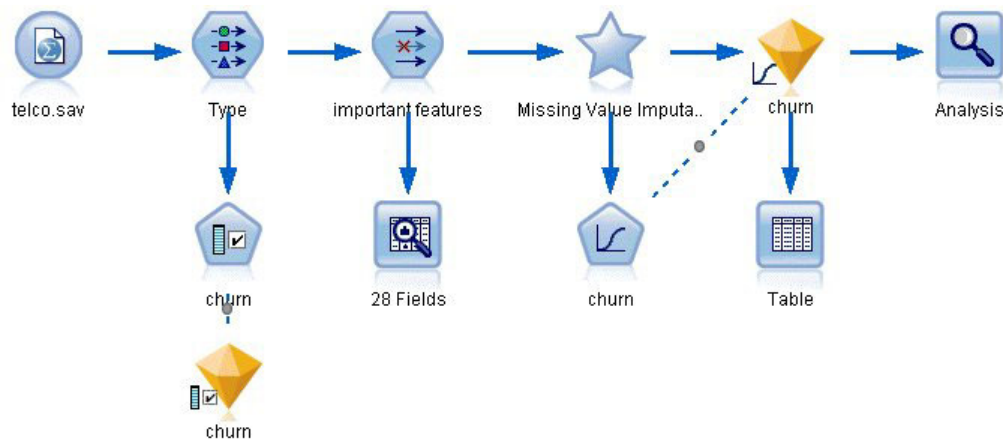 telco.sav
Type
important features
Missing Value Imputa..
churn
Analysis
churn
28 Fields
churn
Table
churn